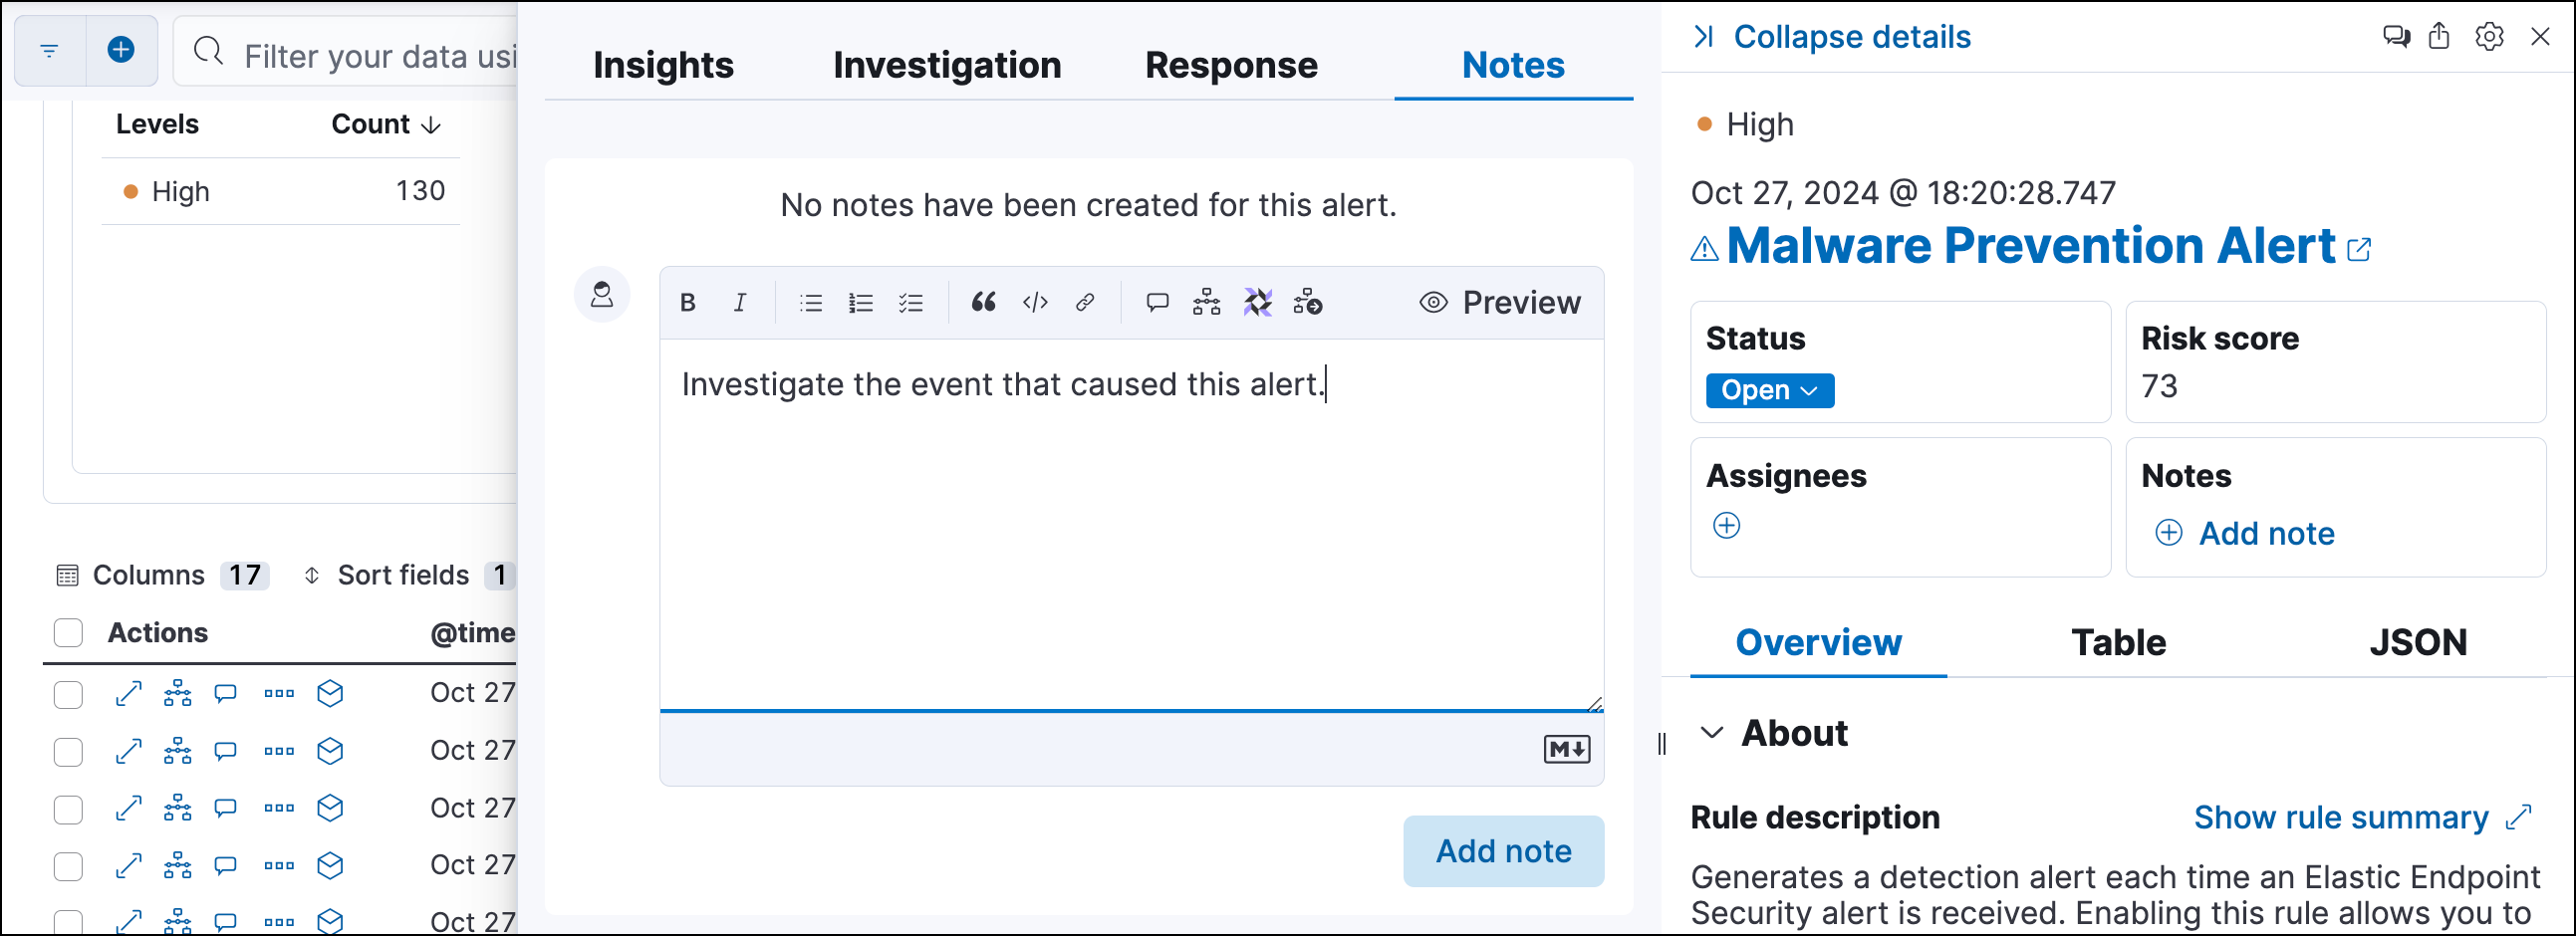 Filter your data usi
Levels Count
High 130
Columns 17 Sort fields 1
Actions @time
Oct 27
Oct 27
Oct 27
Oct 27
Oct 27
Insights Investigation Response Notes
No notes have been created for this alert.
B I Preview
Investigate the event that caused this alert.
M
Add note
Collapse details
High
Oct 27, 2024 @ 18:20:28.747
Malware Prevention Alert
Status
Open
Risk score
73
Assignees
Notes
Add note
Overview Table JSON
About
Rule description Show rule summary
Generates a detection alert each time an Elastic Endpoint
Security alert is received. Enabling this rule allows you to